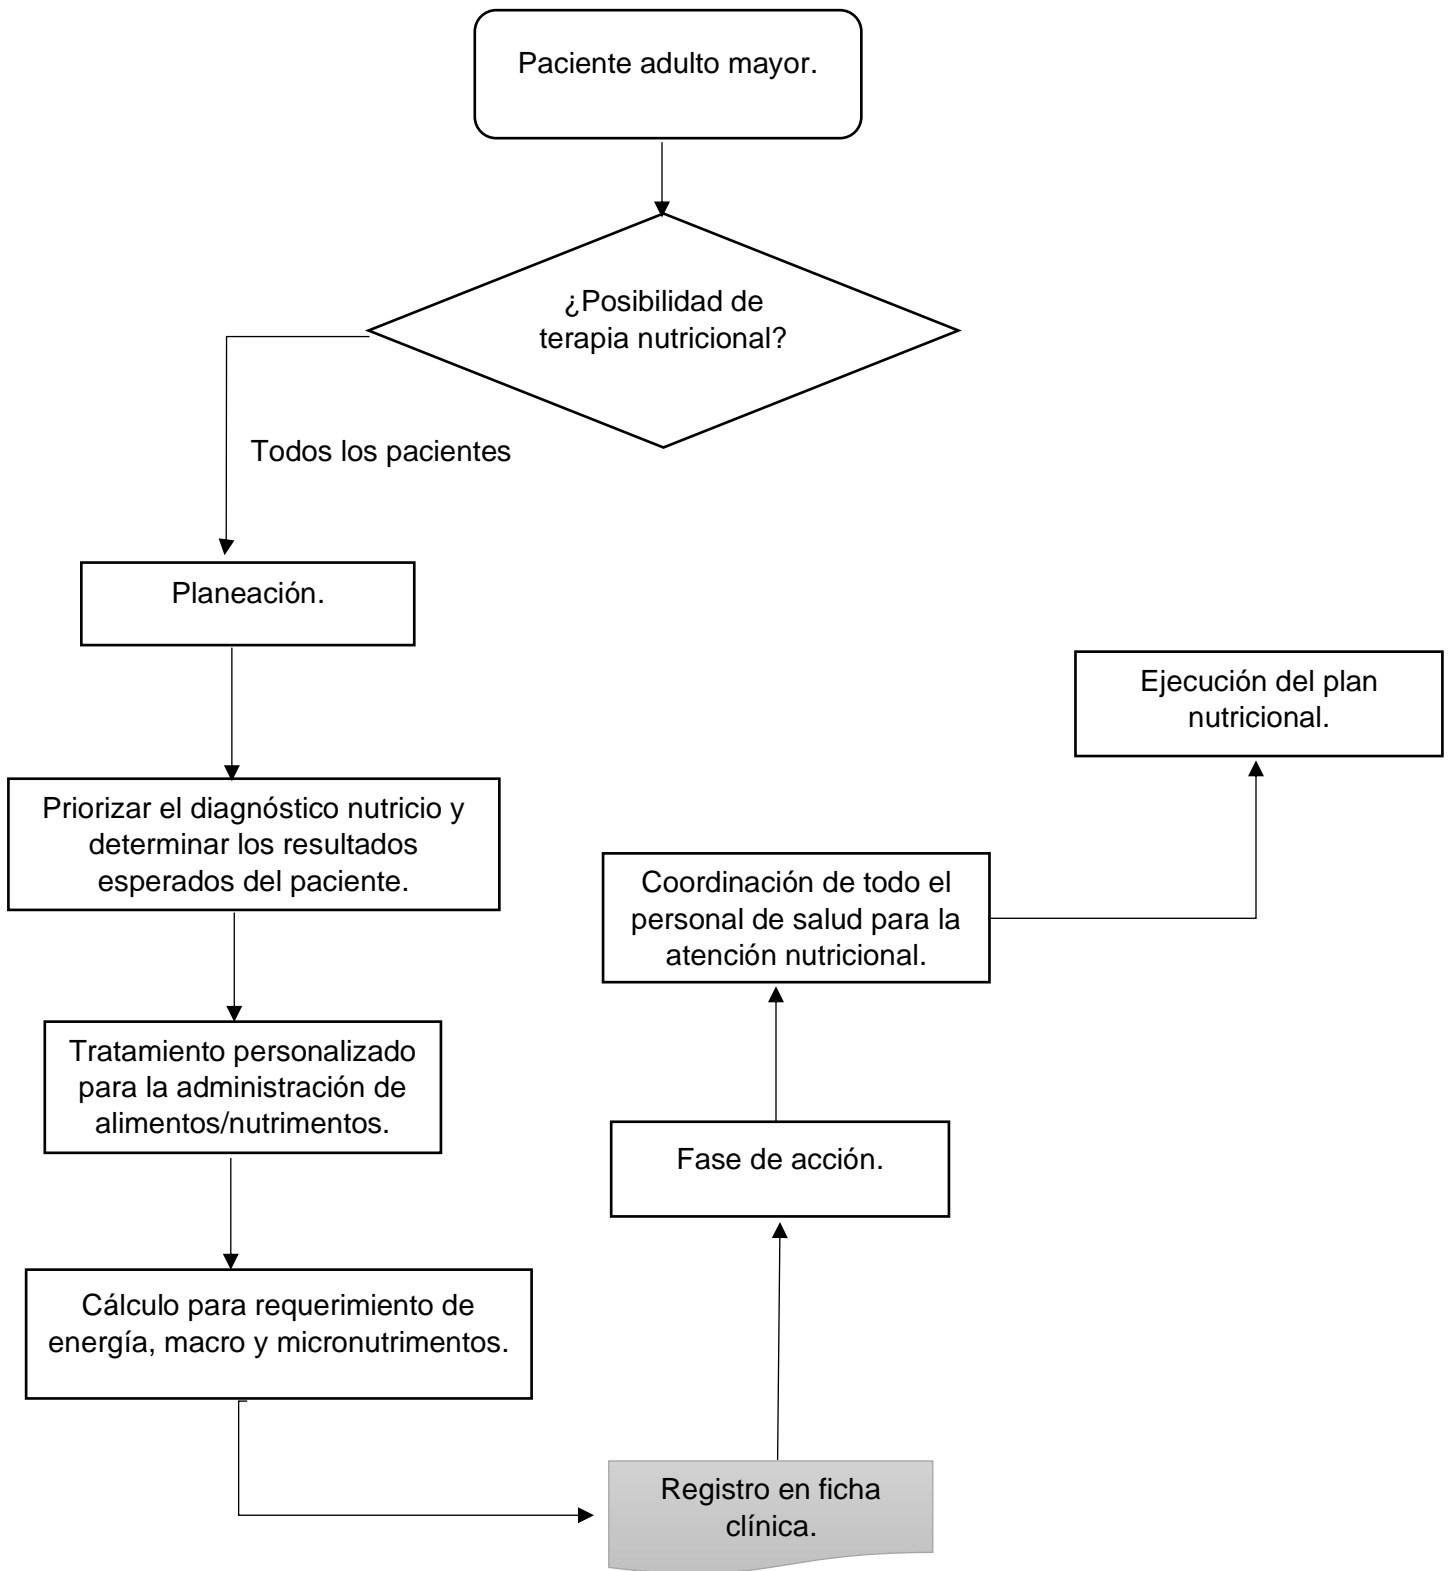 Paciente adulto mayor.
¿Posibilidad de
terapia nutricional?
Todos los pacientes
Planeación.
Priorizar el diagnóstico nutricio y
determinar los resultados
esperados del paciente.
Tratamiento personalizado
para la administración de
alimentos/nutrimentos.
Cálculo para requerimiento de
energía, macro y micronutrimentos.
Registro en ficha
clínica.
Fase de acción.
Coordinación de todo el
personal de salud para la
atención nutricional.
Ejecución del plan
nutricional.